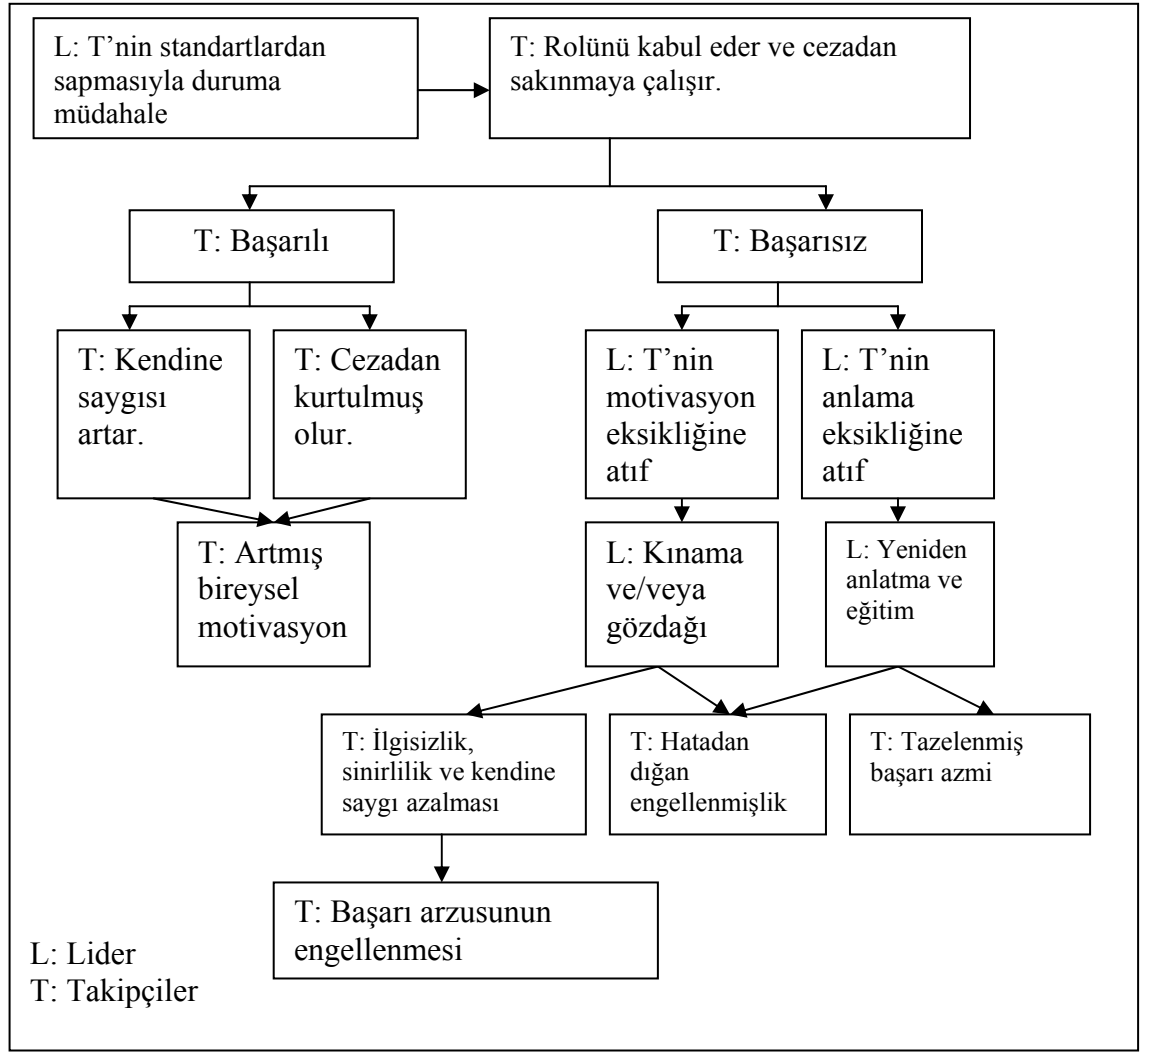 L: T’nin standartlardan
sapmasıyla duruma
müdahale
T: Rolünü kabul eder ve cezadan
sakınmaya çalışır.
T: Başarılı
T: Başarısız
T: Kendine
saygısı
artar.
T: Cezadan
kurtulmuş
olur.
L: T’nin
motivasyon
eksikliğine
atıf
L: T’nin
anlama
eksikliğine
atıf
T: Artmış
bireysel
motivasyon
L: Kınama
ve/veya
gözdağı
L: Yeniden
anlatma ve
eğitim
T: İlgisizlik,
sinirlilik ve kendine
saygı azalması
T: Hatadan
dığan
engellenmişlik
T: Tazelenmiş
başarı azmi
T: Başarı arzusunun
engellenmesi
L: Lider
T: Takipçiler